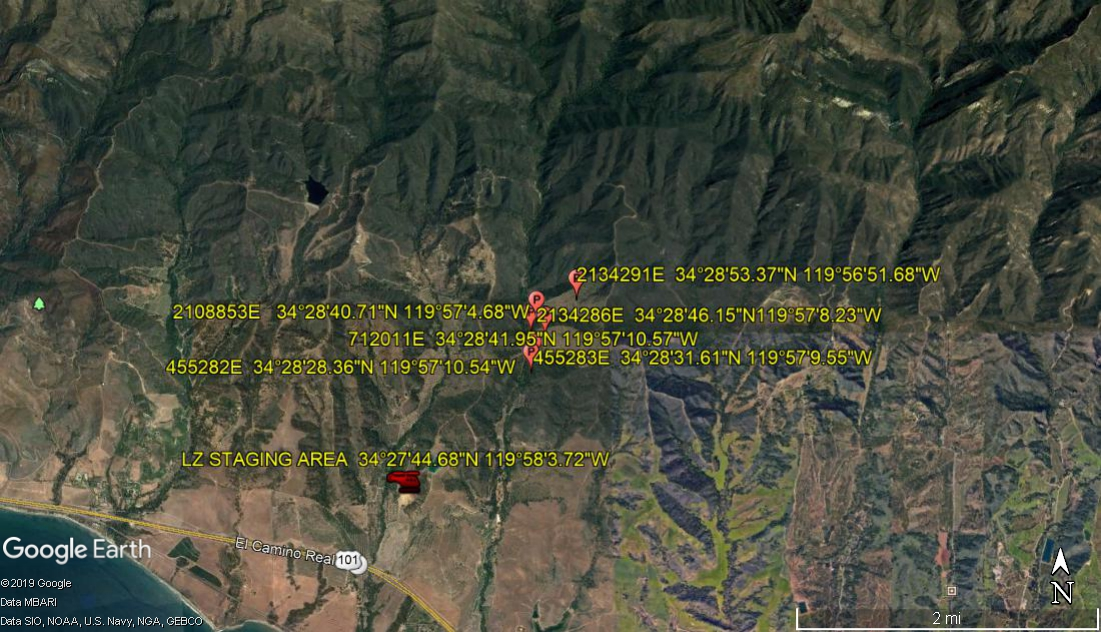 2134291E 34°28'53.37"N 119°56'51.68"W
P
2108853E 34°28'40.71"N 119°57'4.68"W
2134286E 34°28'46.15"N119°57'8.23"W
712011E 34°28'41.95"N 119°57'10.57"W
455283E 34°28'31.61"N 119°57'9.55"W
455282E 34°28'28.36"N 119°57'10.54"W
LZ STAGING AREA 34°27'44.68"N 119°58'3.72"W
El Camino Real 101
Google Earth
©2019 Google
Data MBARI
Data SIO, NOAA, U.S. Navy, NGA, GEBCO
N
2 mi